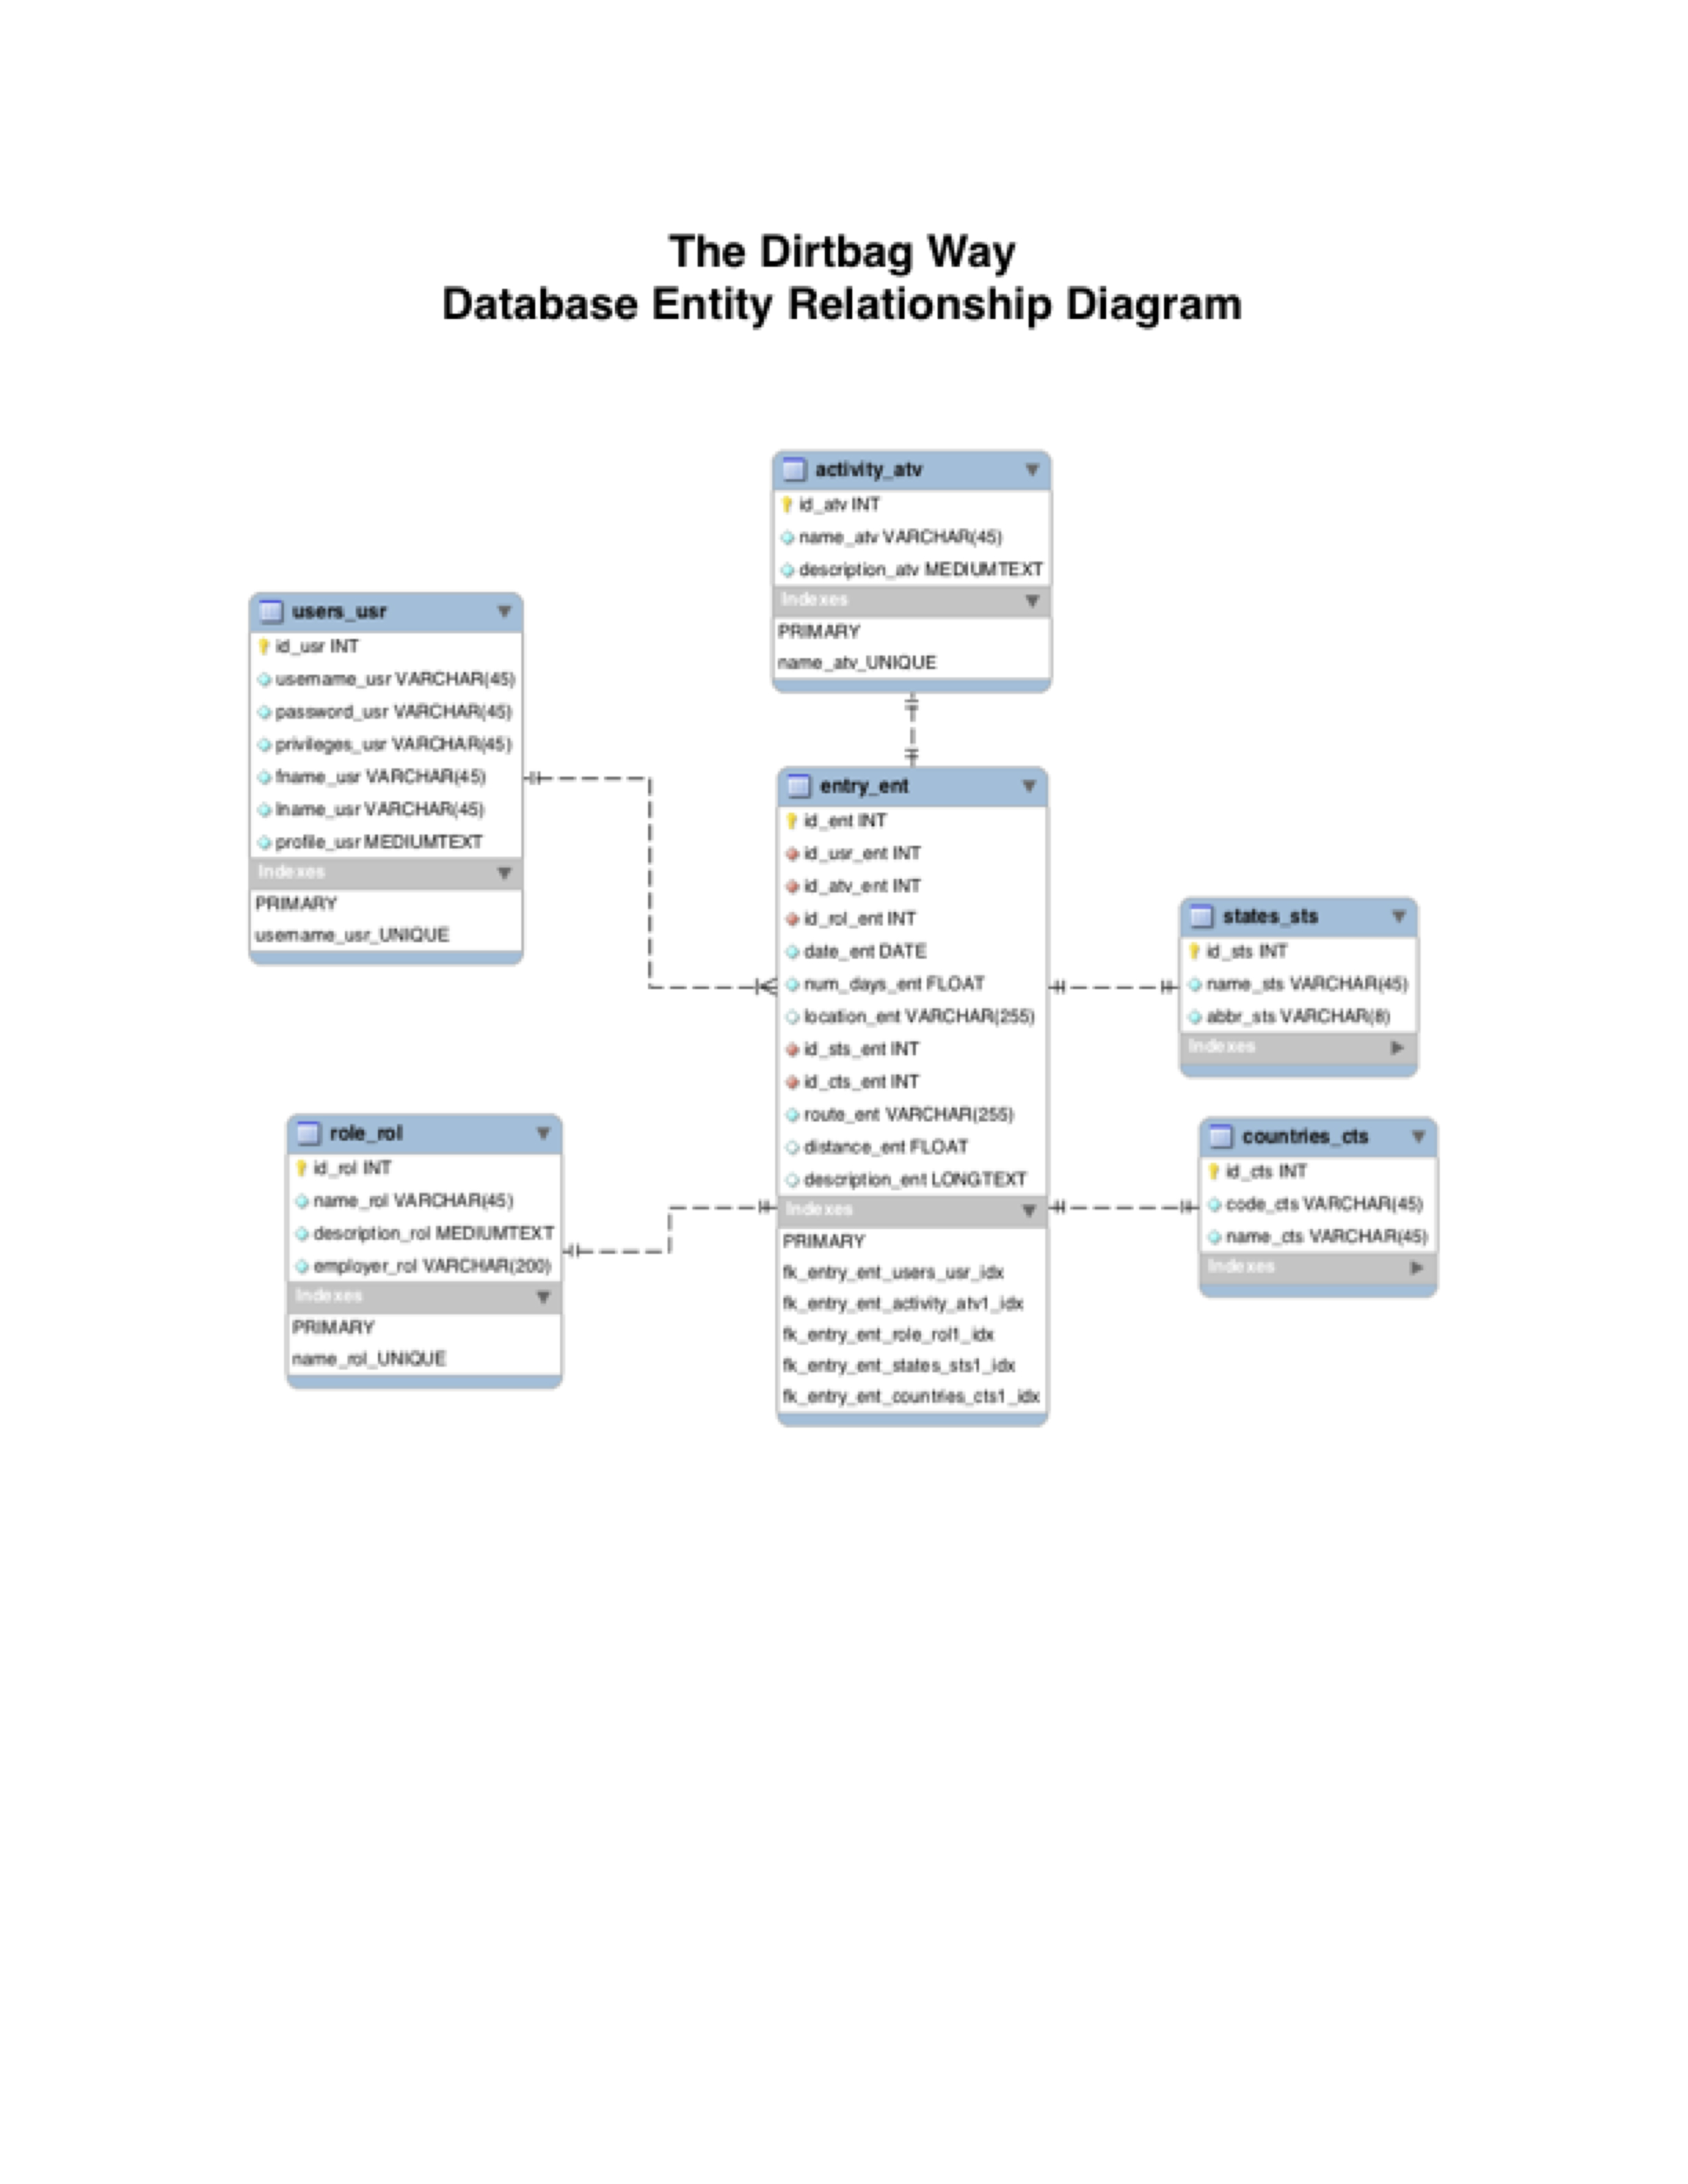 The Dirtbag Way
Database Entity Relationship Diagram
activity_atv
id_atv INT
name_atv VARCHAR(45)
description_atv MEDIUMTEXT
Indexes
PRIMARY
name_atv_UNIQUE
users_usr
id_usr INT
username_usr VARCHAR(45)
password_usr VARCHAR(45)
privileges_usr VARCHAR(45)
fname_usr VARCHAR(45)
lname_usr VARCHAR(45)
profile_usr MEDIUMTEXT
Indexes
PRIMARY
username_usr_UNIQUE
entry_ent
id_ent INT
id_usr_ent INT
id_atv_ent INT
id_rol_ent INT
date_ent DATE
num_days_ent FLOAT
location_ent VARCHAR(255)
id_sts_ent INT
id_cts_ent INT
route_ent VARCHAR(255)
distance_ent FLOAT
description_ent LONGTEXT
Indexes
PRIMARY
fk_entry_ent_users_usr_idx
fk_entry_ent_activity_atv1_idx
fk_entry_ent_role_rol1_idx
fk_entry_ent_states_sts1_idx
fk_entry_ent_countries_cts1_idx
states_sts
id_sts INT
name_sts VARCHAR(45)
abbr_sts VARCHAR(8)
Indexes
role_rol
id_rol INT
name_rol VARCHAR(45)
description_rol MEDIUMTEXT
employer_rol VARCHAR(200)
Indexes
PRIMARY
name_rol_UNIQUE
countries_cts
id_cts INT
code_cts VARCHAR(45)
name_cts VARCHAR(45)
Indexes